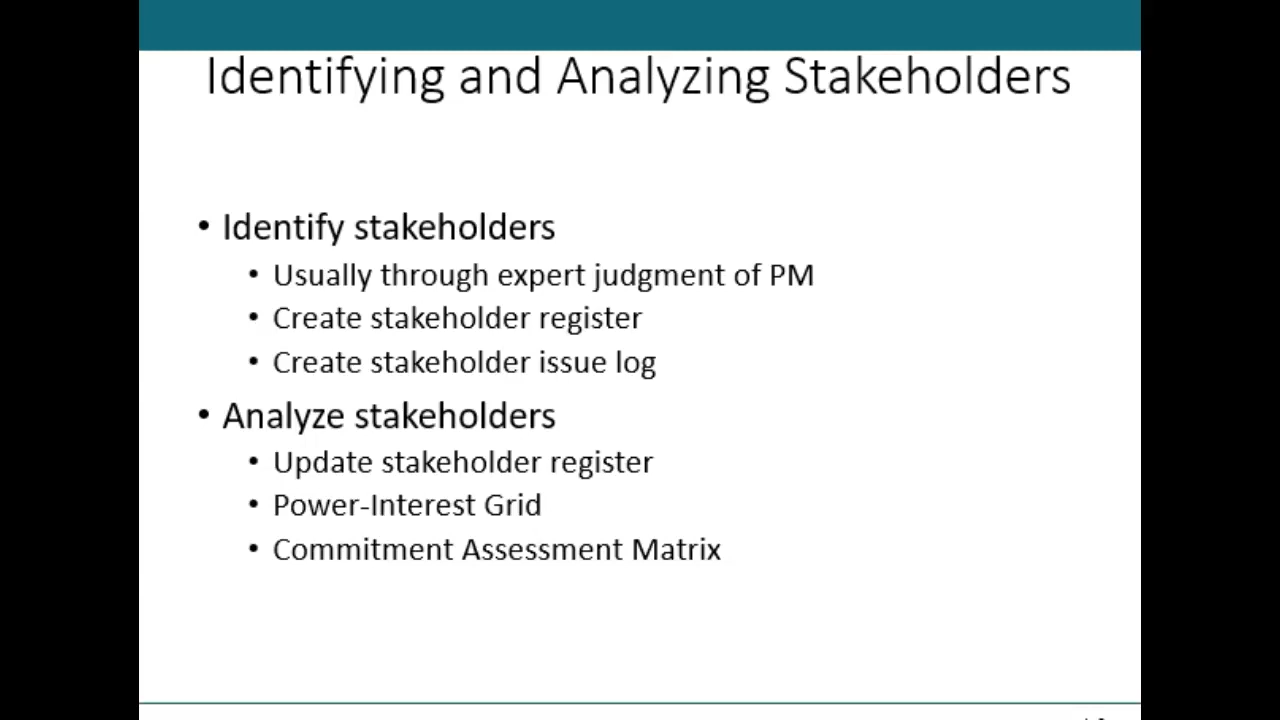 Identifying and Analyzing Stakeholders
• Identify stakeholders
• Usually through expert judgment of PM
• Create stakeholder register
• Create stakeholder issue log
• Analyze stakeholders
• Update stakeholder register
• Power-Interest Grid
• Commitment Assessment Matrix